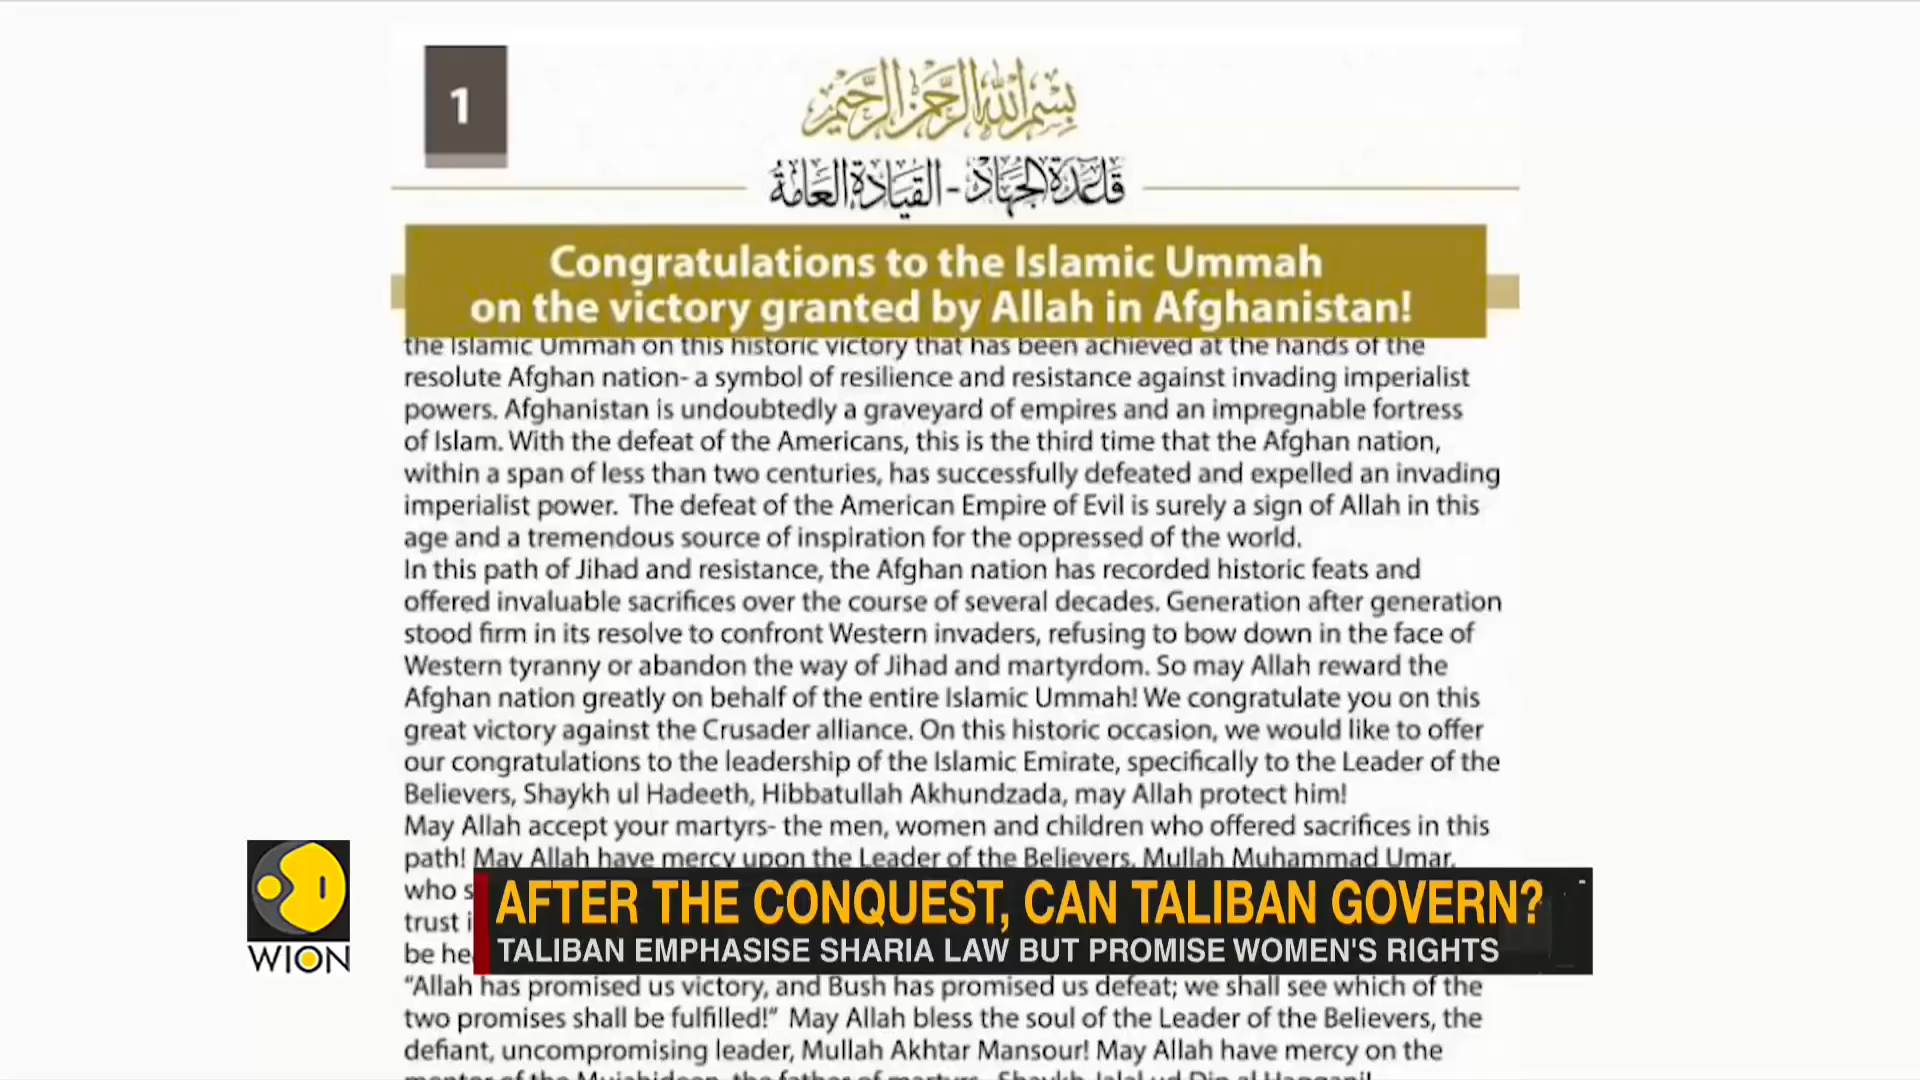 1
بسم الله الرحمن الرحيم
قاعدة الجهاد - القيادة العامة
Congratulations to the Islamic Ummah
on the victory granted by Allah in Afghanistan!
the Islamic Ummah on this historic victory that has been achieved at the hands of the
resolute Afghan nation- a symbol of resilience and resistance against invading imperialist
powers. Afghanistan is undoubtedly a graveyard of empires and an impregnable fortress
of Islam. With the defeat of the Americans, this is the third time that the Afghan nation,
within a span of less than two centuries, has successfully defeated and expelled an invading
imperialist power. The defeat of the American Empire of Evil is surely a sign of Allah in this
age and a tremendous source of inspiration for the oppressed of the world.
In this path of Jihad and resistance, the Afghan nation has recorded historic feats and
offered invaluable sacrifices over the course of several decades. Generation after generation
stood firm in its resolve to confront Western invaders, refusing to bow down in the face of
Western tyranny or abandon the way of Jihad and martyrdom. So may Allah reward the
Afghan nation greatly on behalf of the entire Islamic Ummah! We congratulate you on this
great victory against the Crusader alliance. On this historic occasion, we would like to offer
our congratulations to the leadership of the Islamic Emirate, specifically to the Leader of the
Believers, Shaykh ul Hadeeth, Hibbatullah Akhundzada, may Allah protect him!
May Allah accept your martyrs- the men, women and children who offered sacrifices in this
path! May Allah have mercy upon the Leader of the Believers, Mullah Muhammad Umar,
who s
trust i
be hea
"Allah has promised us victory, and Bush has promised us defeat; we shall see which of the
two promises shall be fulfilled!" May Allah bless the soul of the Leader of the Believers, the
defiant, uncompromising leader, Mullah Akhtar Mansour! May Allah have mercy on the
mentor of the Mujahideen, the father of martyrs, Shaykh Jalal ud Din al Haqqani!
WION
AFTER THE CONQUEST, CAN TALIBAN GOVERN?
TALIBAN EMPHASISE SHARIA LAW BUT PROMISE WOMEN'S RIGHTS